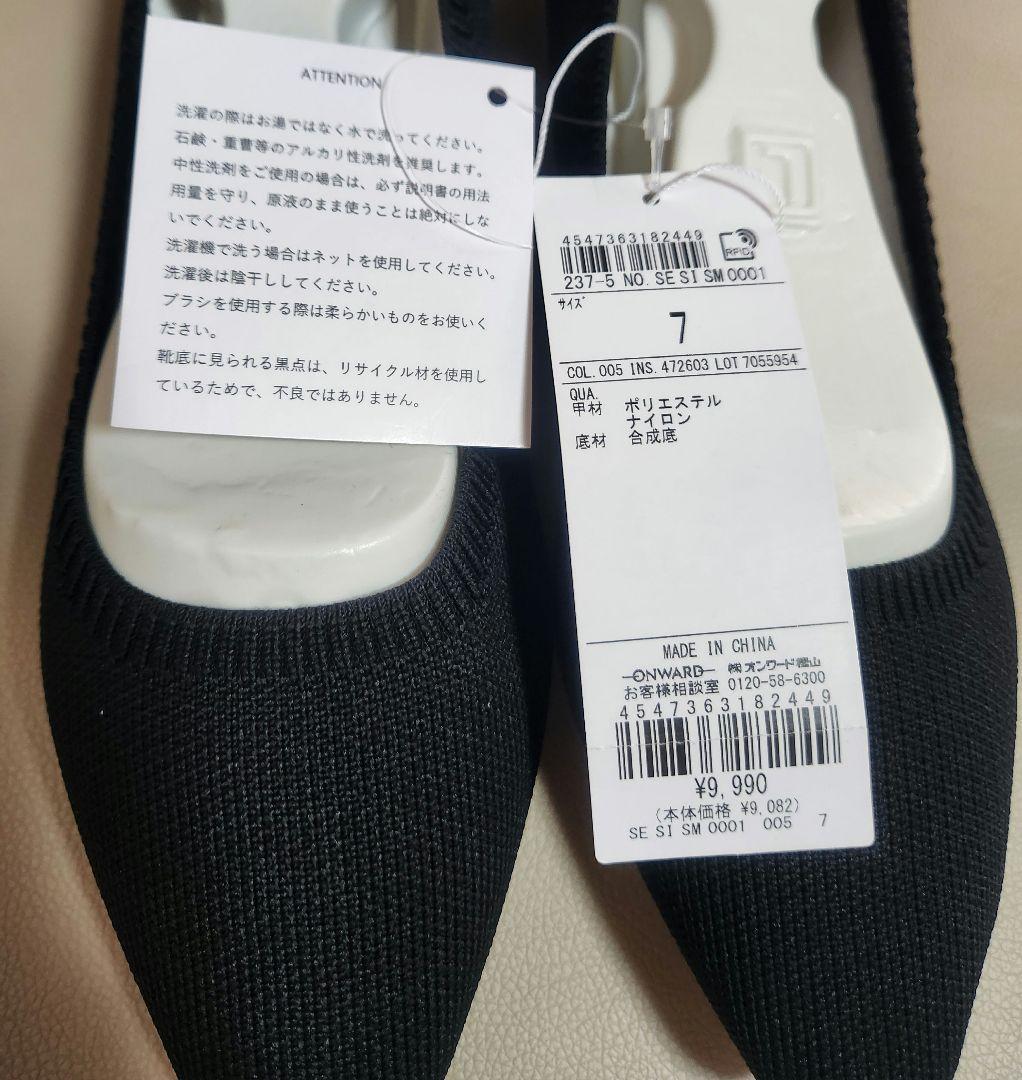 ATTENTION
洗濯の際はお湯ではなく水で洗ってください。
石鹸・重曹等のアルカリ性洗剤を推奨します。
中性洗剤をご使用の場合は、必ず説明書の用法
用量を守り、原液のまま使うことは絶対にしな
いでください。
洗濯機で洗う場合はネットを使用してください。
洗濯後は陰干ししてください。
ブラシを使用する際は柔らかいものをお使いく
ださい。
靴底に見られる黒点は、リサイクル材を使用し
ているためで、不良ではありません。
4547363182449
RFID
237-5 NO. SESISM0001
サイズ
7
COL. 005 INS. 472603 LOT 7055954
QUA.
甲材 ポリエステル
ナイロン
底材 合成底
MADE IN CHINA
ONWARD ㈱オンワード樫山
お客様相談室 0120-58-6300
4547363182449
¥9,990
(本体価格 ¥9,082)
SESISM0001 005 7